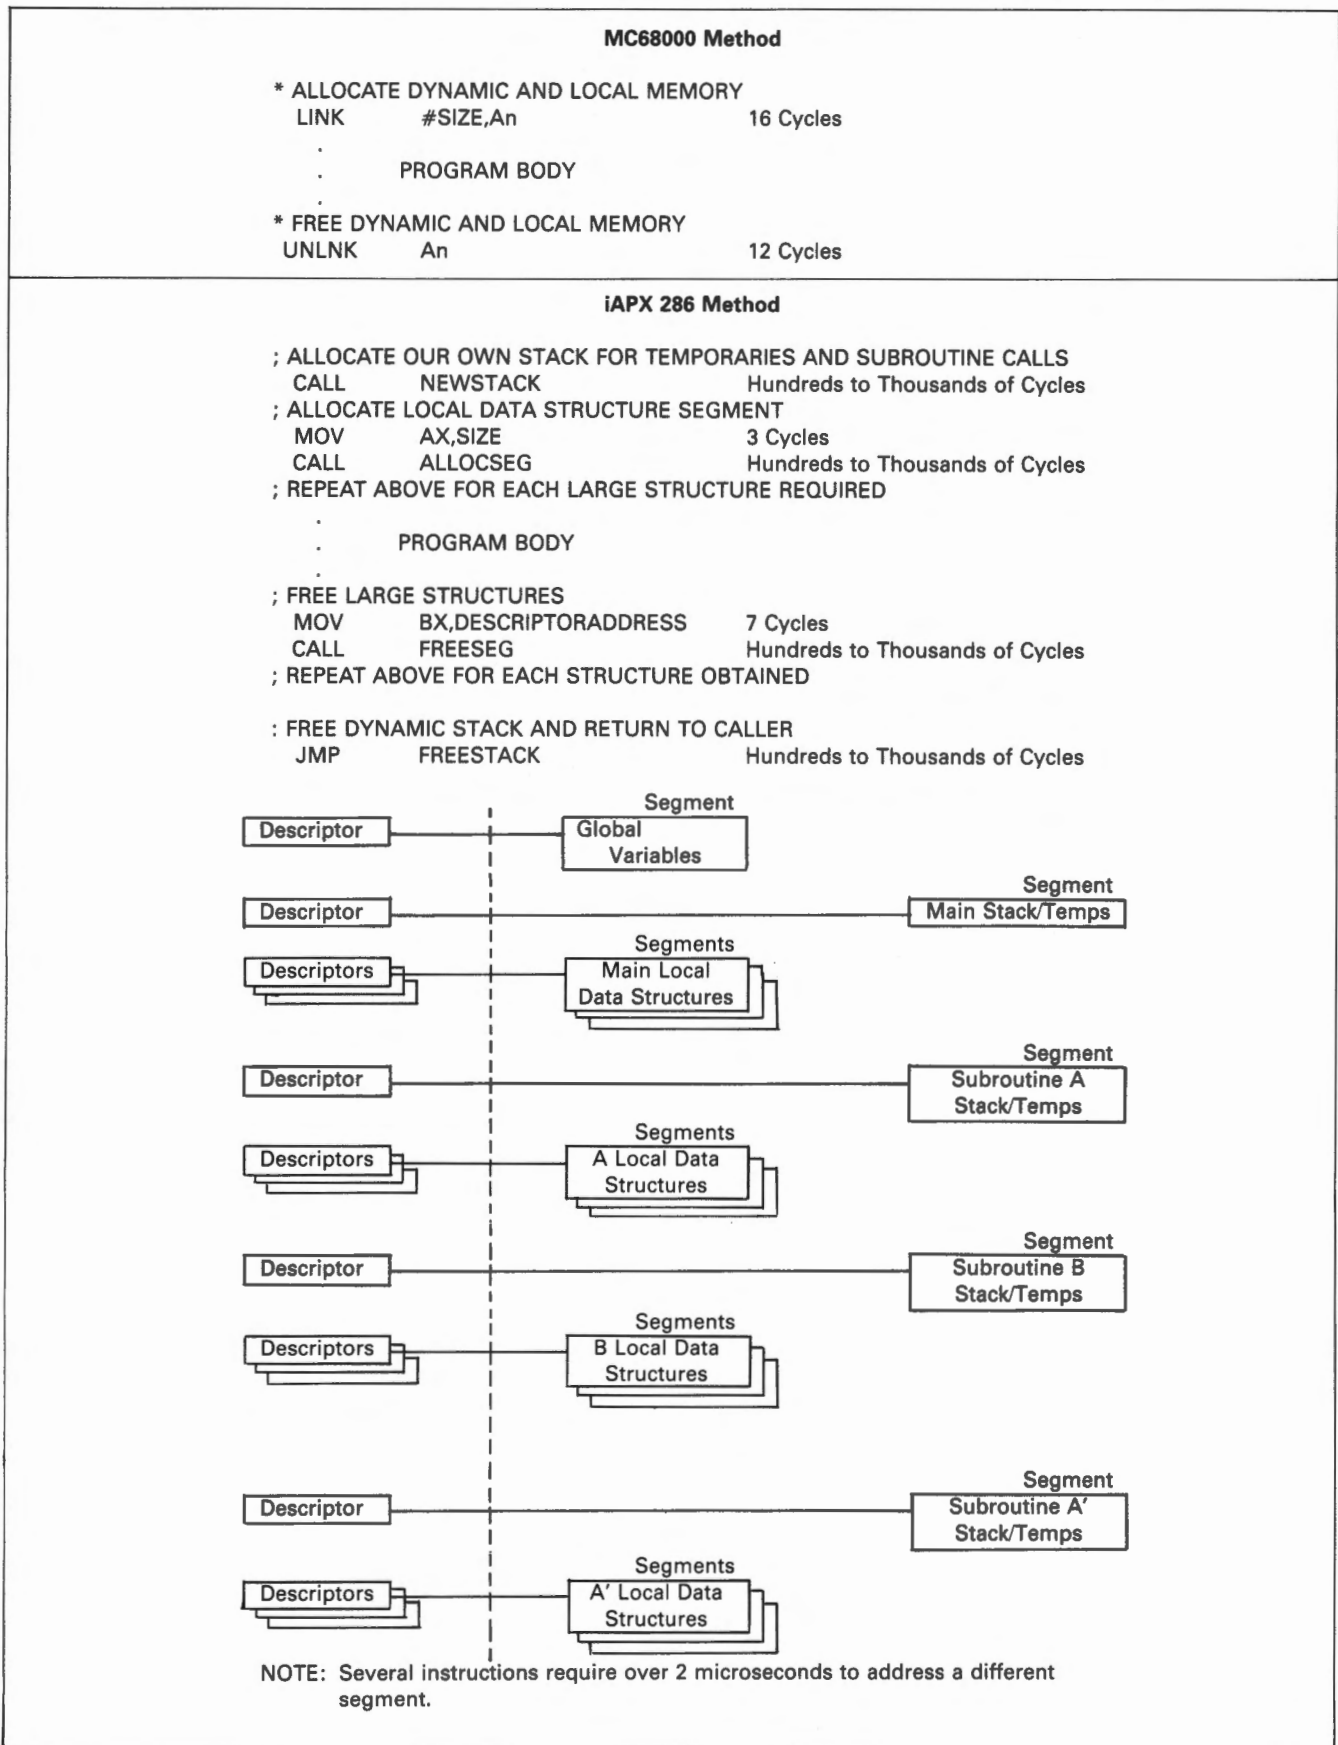 MC68000 Method
* ALLOCATE DYNAMIC AND LOCAL MEMORY
LINK #SIZE,An 16 Cycles
.
. PROGRAM BODY
.
* FREE DYNAMIC AND LOCAL MEMORY
UNLNK An 12 Cycles
iAPX 286 Method
; ALLOCATE OUR OWN STACK FOR TEMPORARIES AND SUBROUTINE CALLS
CALL NEWSTACK Hundreds to Thousands of Cycles
; ALLOCATE LOCAL DATA STRUCTURE SEGMENT
MOV AX,SIZE 3 Cycles
CALL ALLOCSEG Hundreds to Thousands of Cycles
; REPEAT ABOVE FOR EACH LARGE STRUCTURE REQUIRED
.
. PROGRAM BODY
.
; FREE LARGE STRUCTURES
MOV BX,DESCRIPTORADDRESS 7 Cycles
CALL FREESEG Hundreds to Thousands of Cycles
; REPEAT ABOVE FOR EACH STRUCTURE OBTAINED
: FREE DYNAMIC STACK AND RETURN TO CALLER
JMP FREESTACK Hundreds to Thousands of Cycles
Segment
Descriptor Global
Variables
Segment
Descriptor Main Stack/Temps
Segments
Descriptors Main Local
Data Structures
Segment
Descriptor Subroutine A
Stack/Temps
Segments
Descriptors A Local Data
Structures
Segment
Descriptor Subroutine B
Stack/Temps
Segments
Descriptors B Local Data
Structures
Segment
Descriptor Subroutine A′
Stack/Temps
Segments
Descriptors A′ Local Data
Structures
NOTE: Several instructions require over 2 microseconds to address a different
segment.